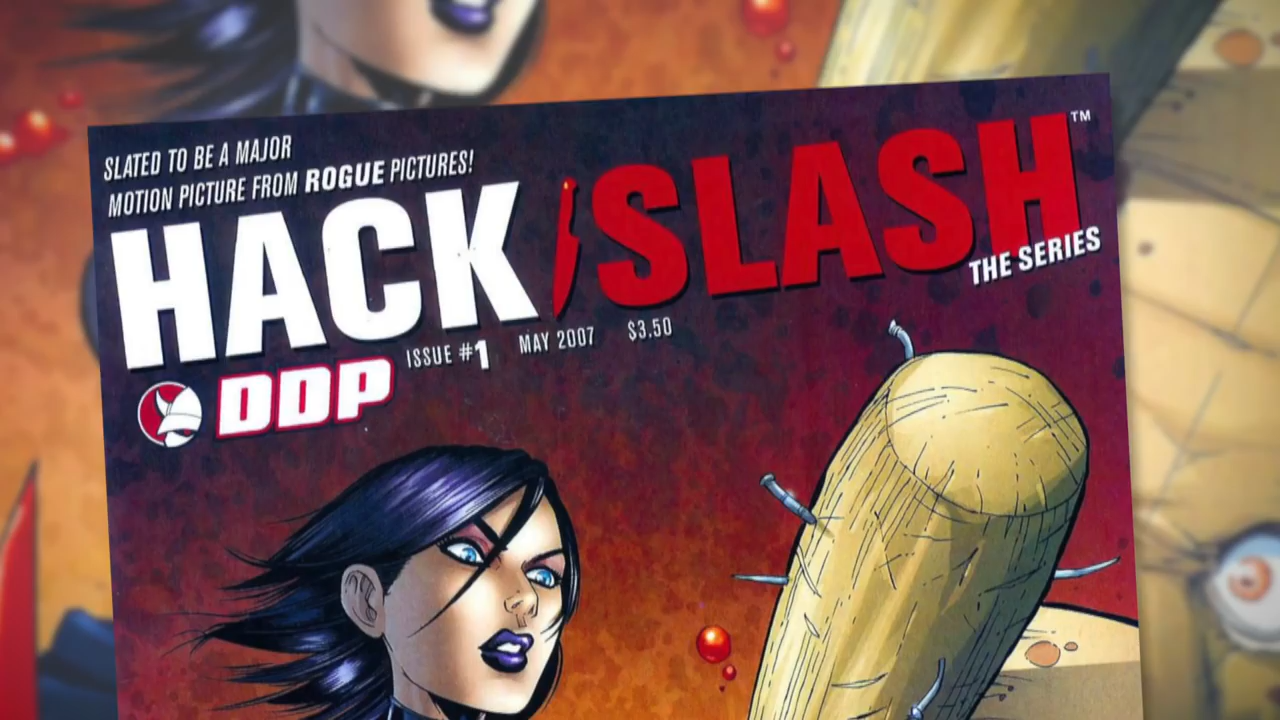 SLATED TO BE A MAJOR
MOTION PICTURE FROM ROGUE PICTURES!
HACK/SLASH™
THE SERIES
DDP ISSUE #1 MAY 2007 $3.50